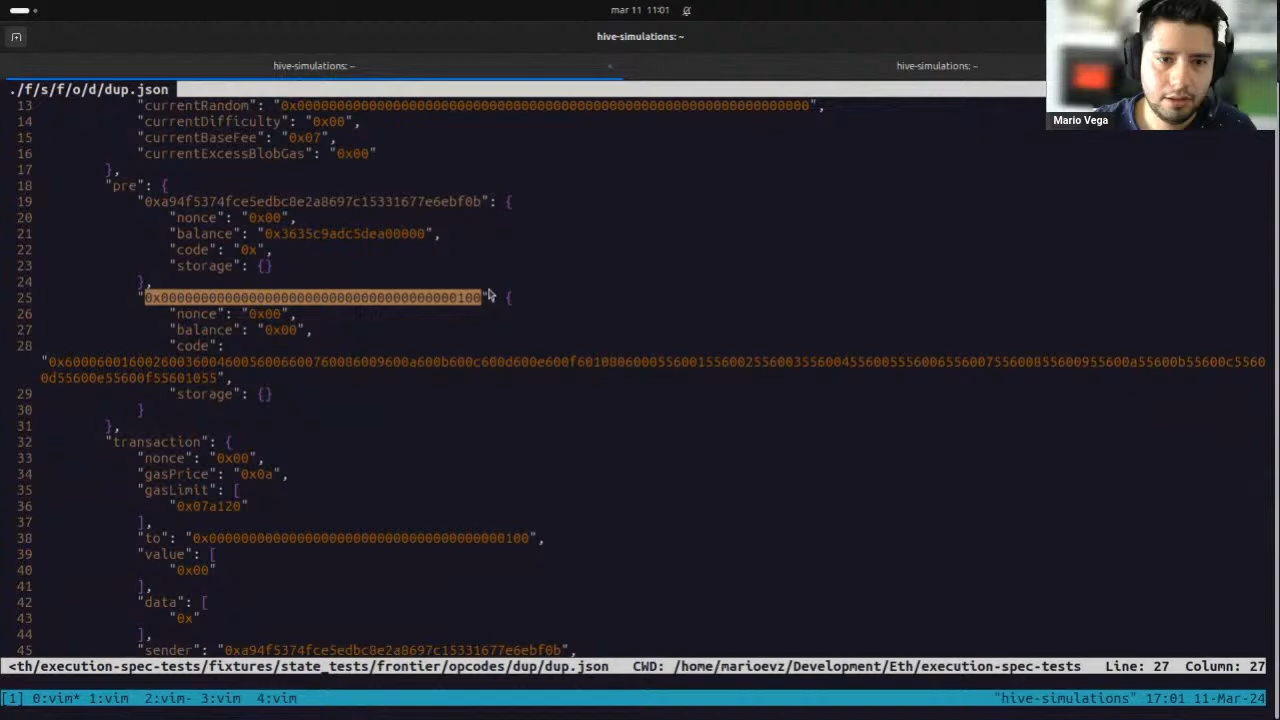 mar 11 11:01
hive-simulations: ~
hive-simulations: ~
×
hive-simulations: ~
./f/s/f/o/d/dup.json
Mario Vega
13 "currentRandom": "0x0000000000000000000000000000000000000000000000000000000000000000",
14 "currentDifficulty": "0x00",
15 "currentBaseFee": "0x07",
16 "currentExcessBlobGas": "0x00"
17 },
18 "pre": {
19 "0xa94f5374fce5edbc8e2a8697c15331677e6ebf0b": {
20 "nonce": "0x00",
21 "balance": "0x3635c9adc5dea00000",
22 "code": "0x",
23 "storage": {}
24 },
25 "0x0000000000000000000000000000000000000100": {
26 "nonce": "0x00",
27 "balance": "0x00",
28 "code":
"0x6000600160026003600460056006600760086009600a600b600c600d600e600f601080600055600155600255600355600455600555600655600755600855600955600a55600b55600c5560
0d55600e55600f55601055",
29 "storage": {}
30 }
31 },
32 "transaction": {
33 "nonce": "0x00",
34 "gasPrice": "0x0a",
35 "gasLimit": [
36 "0x07a120"
37 ],
38 "to": "0x0000000000000000000000000000000000000100",
39 "value": [
40 "0x00"
41 ],
42 "data": [
43 "0x"
44 ],
45 "sender": "0xa94f5374fce5edbc8e2a8697c15331677e6ebf0b",
<th/execution-spec-tests/fixtures/state_tests/frontier/opcodes/dup/dup.json CWD: /home/marioevz/Development/Eth/execution-spec-tests Line: 27 Column: 27
[1] 0:vim* 1:vim 2:vim- 3:vim 4:vim "hive-simulations" 17:01 11-Mar-24